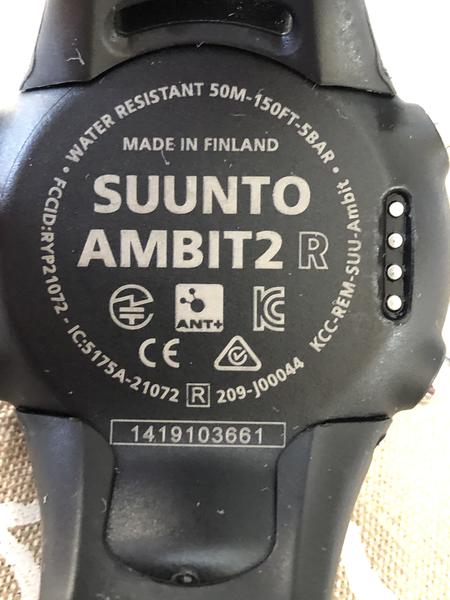 • WATER RESISTANT 50M-150FT-5BAR •
MADE IN FINLAND
SUUNTO
AMBIT2 R
ANT+
CE
FCCID:RYP21072 - IC:5175A-21072 R 209-J00044 KCC-REM-SUU-Ambit
1419103661